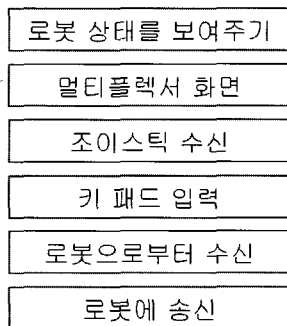 로봇 상태를 보여주기
멀티플렉서 화면
조이스틱 수신
키 패드 입력
로봇으로부터 수신
로봇에 송신